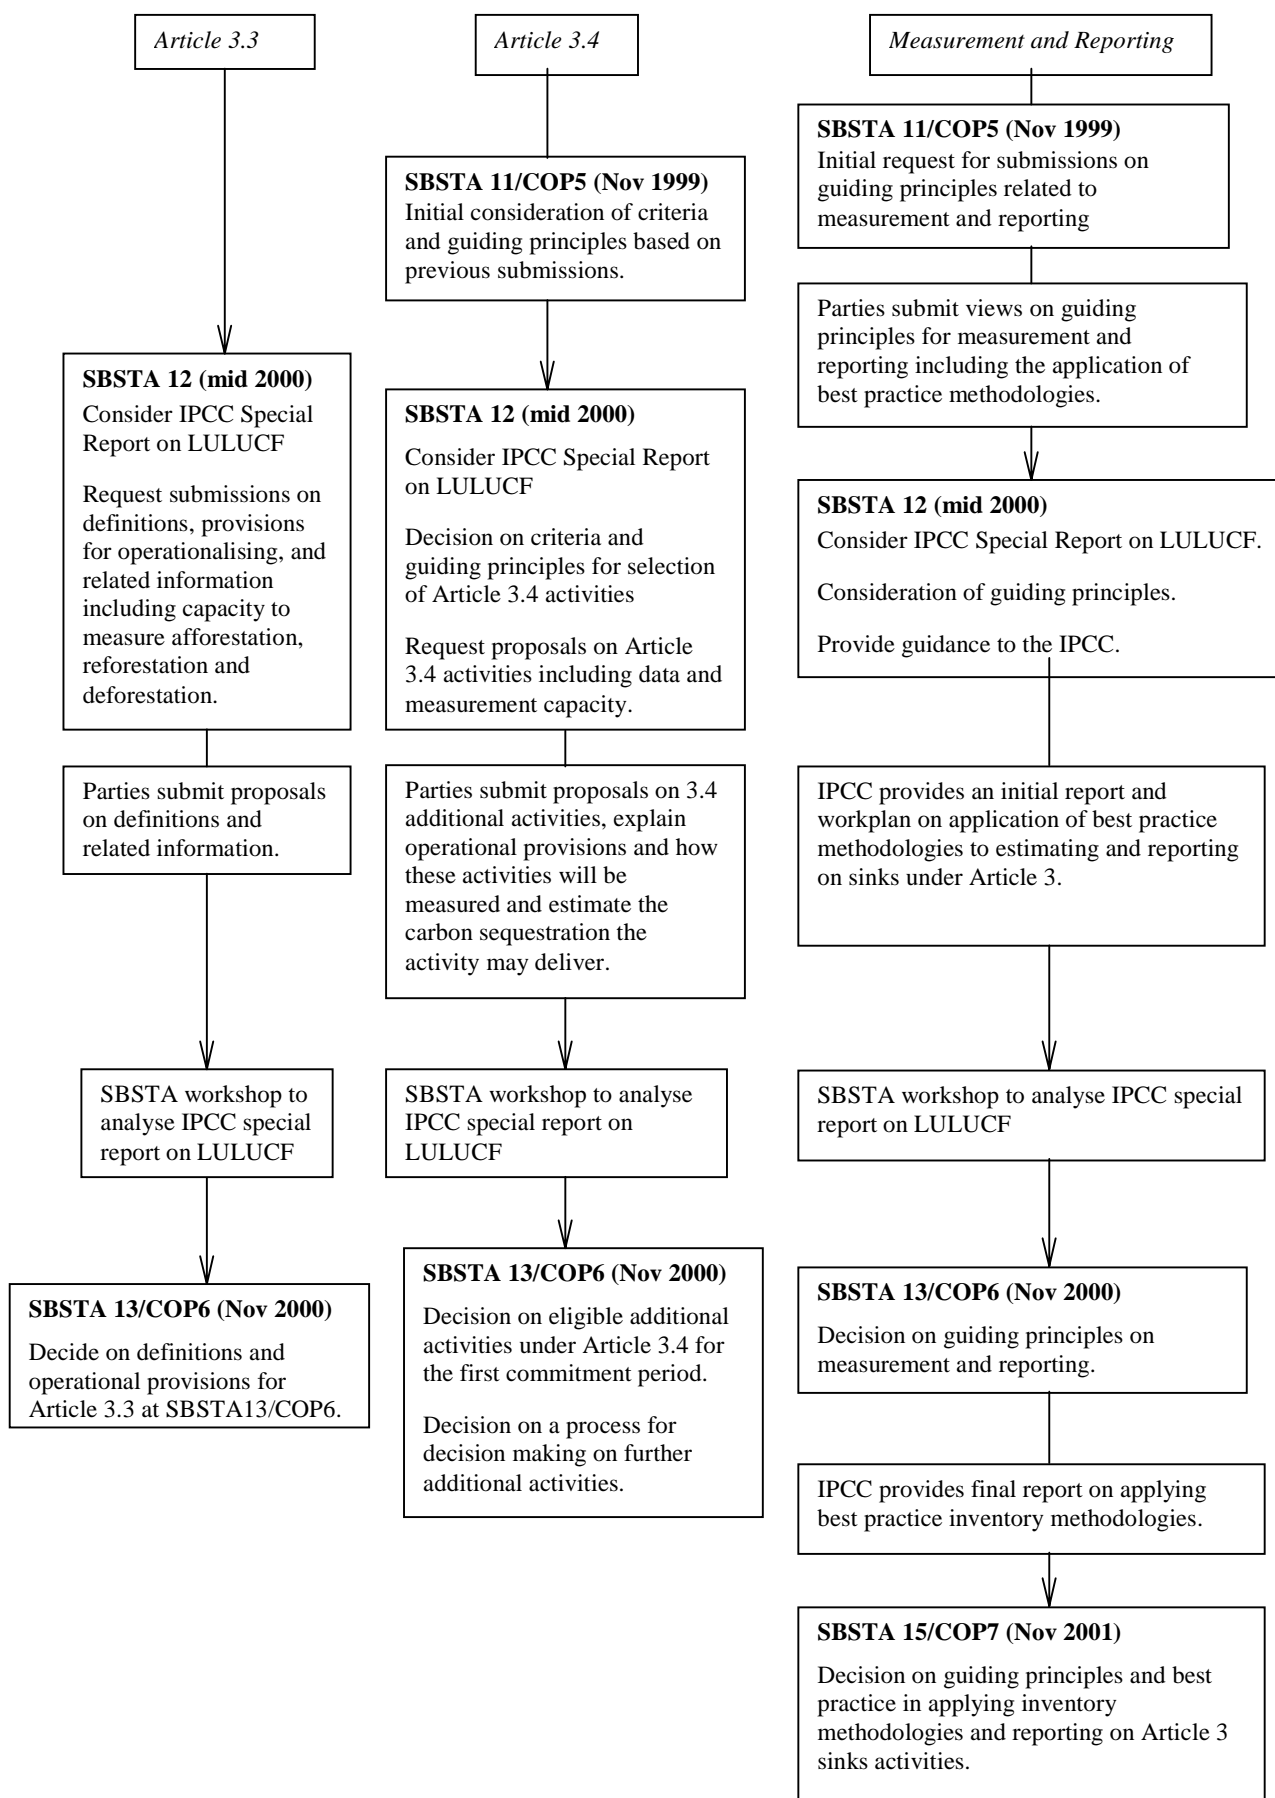 Article 3.3
Article 3.4
Measurement and Reporting
SBSTA 11/COP5 (Nov 1999)
Initial request for submissions on
guiding principles related to
measurement and reporting
SBSTA 11/COP5 (Nov 1999)
Initial consideration of criteria
and guiding principles based on
previous submissions.
Parties submit views on guiding
principles for measurement and
reporting including the application of
best practice methodologies.
SBSTA 12 (mid 2000)
Consider IPCC Special
Report on LULUCF
Request submissions on
definitions, provisions
for operationalising, and
related information
including capacity to
measure afforestation,
reforestation and
deforestation.
SBSTA 12 (mid 2000)
Consider IPCC Special Report
on LULUCF
Decision on criteria and
guiding principles for selection
of Article 3.4 activities
Request proposals on Article
3.4 activities including data and
measurement capacity.
SBSTA 12 (mid 2000)
Consider IPCC Special Report on LULUCF.
Consideration of guiding principles.
Provide guidance to the IPCC.
Parties submit proposals
on definitions and
related information.
Parties submit proposals on 3.4
additional activities, explain
operational provisions and how
these activities will be
measured and estimate the
carbon sequestration the
activity may deliver.
IPCC provides an initial report and
workplan on application of best practice
methodologies to estimating and reporting
on sinks under Article 3.
SBSTA workshop to
analyse IPCC special
report on LULUCF
SBSTA workshop to analyse
IPCC special report on
LULUCF
SBSTA workshop to analyse IPCC special
report on LULUCF
SBSTA 13/COP6 (Nov 2000)
Decide on definitions and
operational provisions for
Article 3.3 at SBSTA13/COP6.
SBSTA 13/COP6 (Nov 2000)
Decision on eligible additional
activities under Article 3.4 for
the first commitment period.
Decision on a process for
decision making on further
additional activities.
SBSTA 13/COP6 (Nov 2000)
Decision on guiding principles on
measurement and reporting.
IPCC provides final report on applying
best practice inventory methodologies.
SBSTA 15/COP7 (Nov 2001)
Decision on guiding principles and best
practice in applying inventory
methodologies and reporting on Article 3
sinks activities.